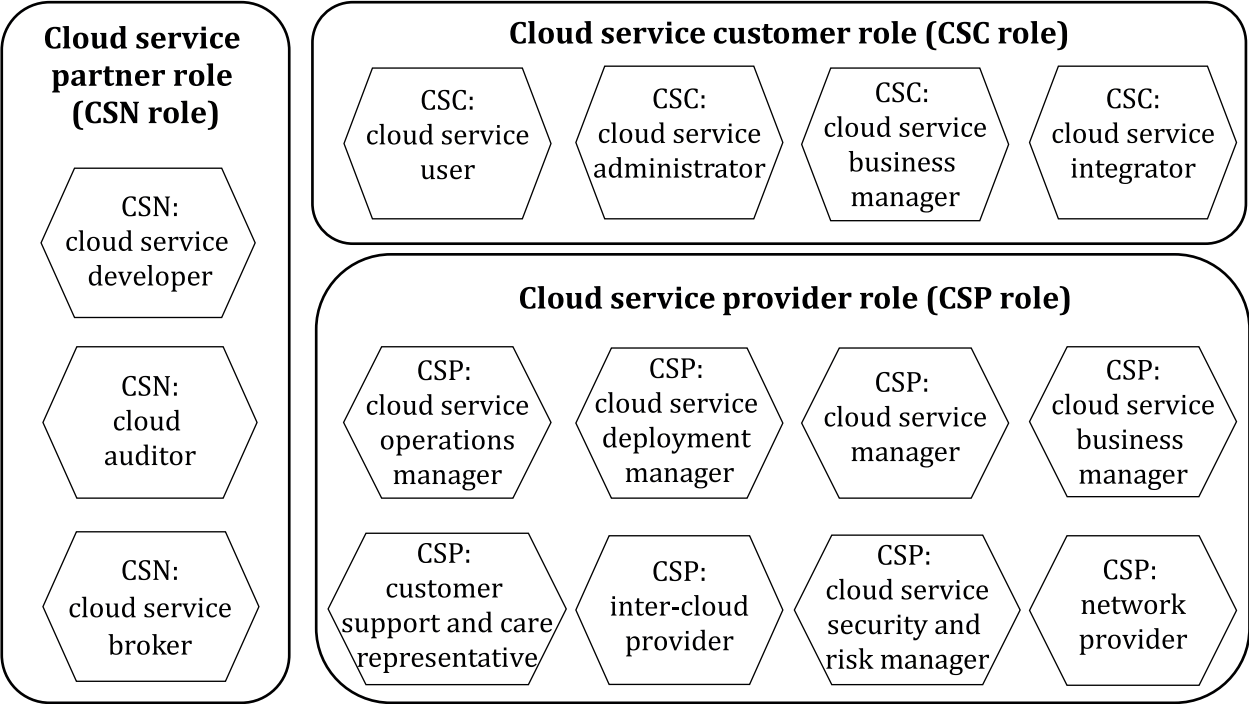 Cloud service
partner role
(CSN role)
CSN:
cloud service
developer
CSN:
cloud
auditor
CSN:
cloud service
broker
Cloud service customer role (CSC role)
CSC:
cloud service
user
CSC:
cloud service
administrator
CSC:
cloud service
business
manager
CSC:
cloud service
integrator
Cloud service provider role (CSP role)
CSP:
cloud service
operations
manager
CSP:
cloud service
deployment
manager
CSP:
cloud service
manager
CSP:
cloud service
business
manager
CSP:
customer
support and care
representative
CSP:
inter-cloud
provider
CSP:
cloud service
security and
risk manager
CSP:
network
provider